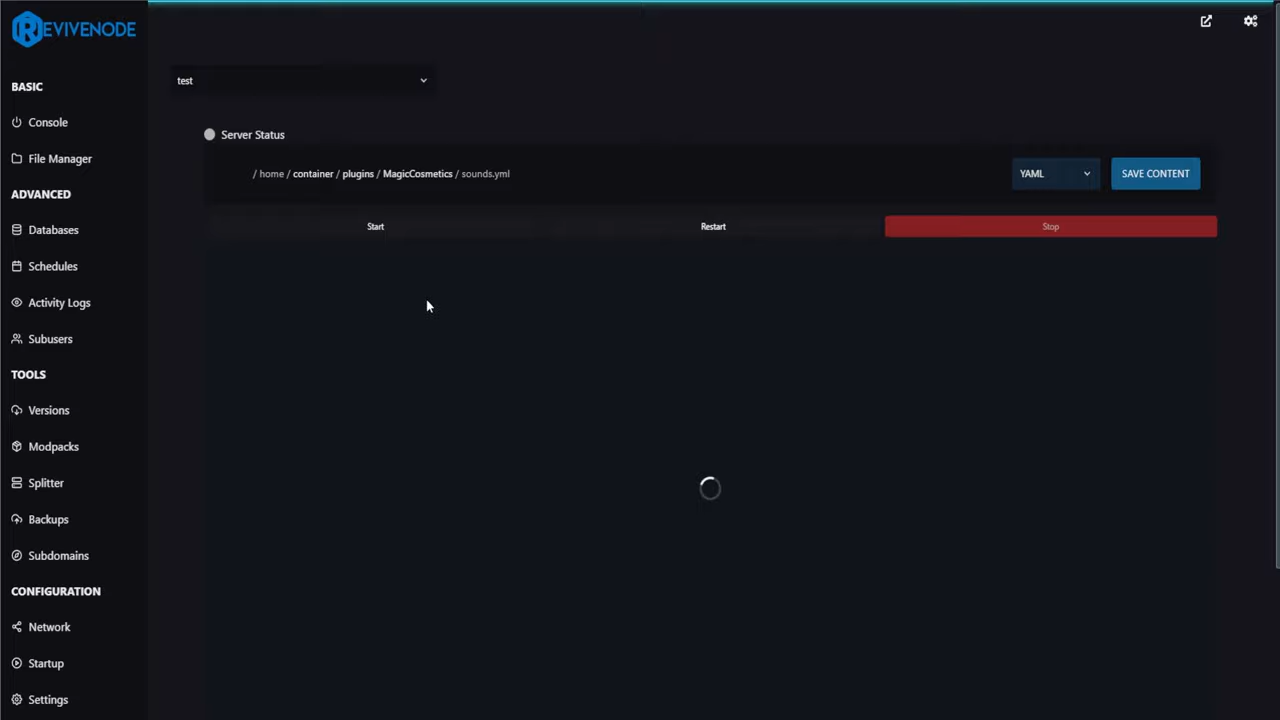 REVIVENODE
test
BASIC
Server Status
Console
/ home / container / plugins / MagicCosmetics / sounds.yml
YAML
SAVE CONTENT
File Manager
ADVANCED
Start
Restart
Stop
Databases
Schedules
Activity Logs
Subusers
TOOLS
Versions
Modpacks
Splitter
Backups
Subdomains
CONFIGURATION
Network
Startup
Settings